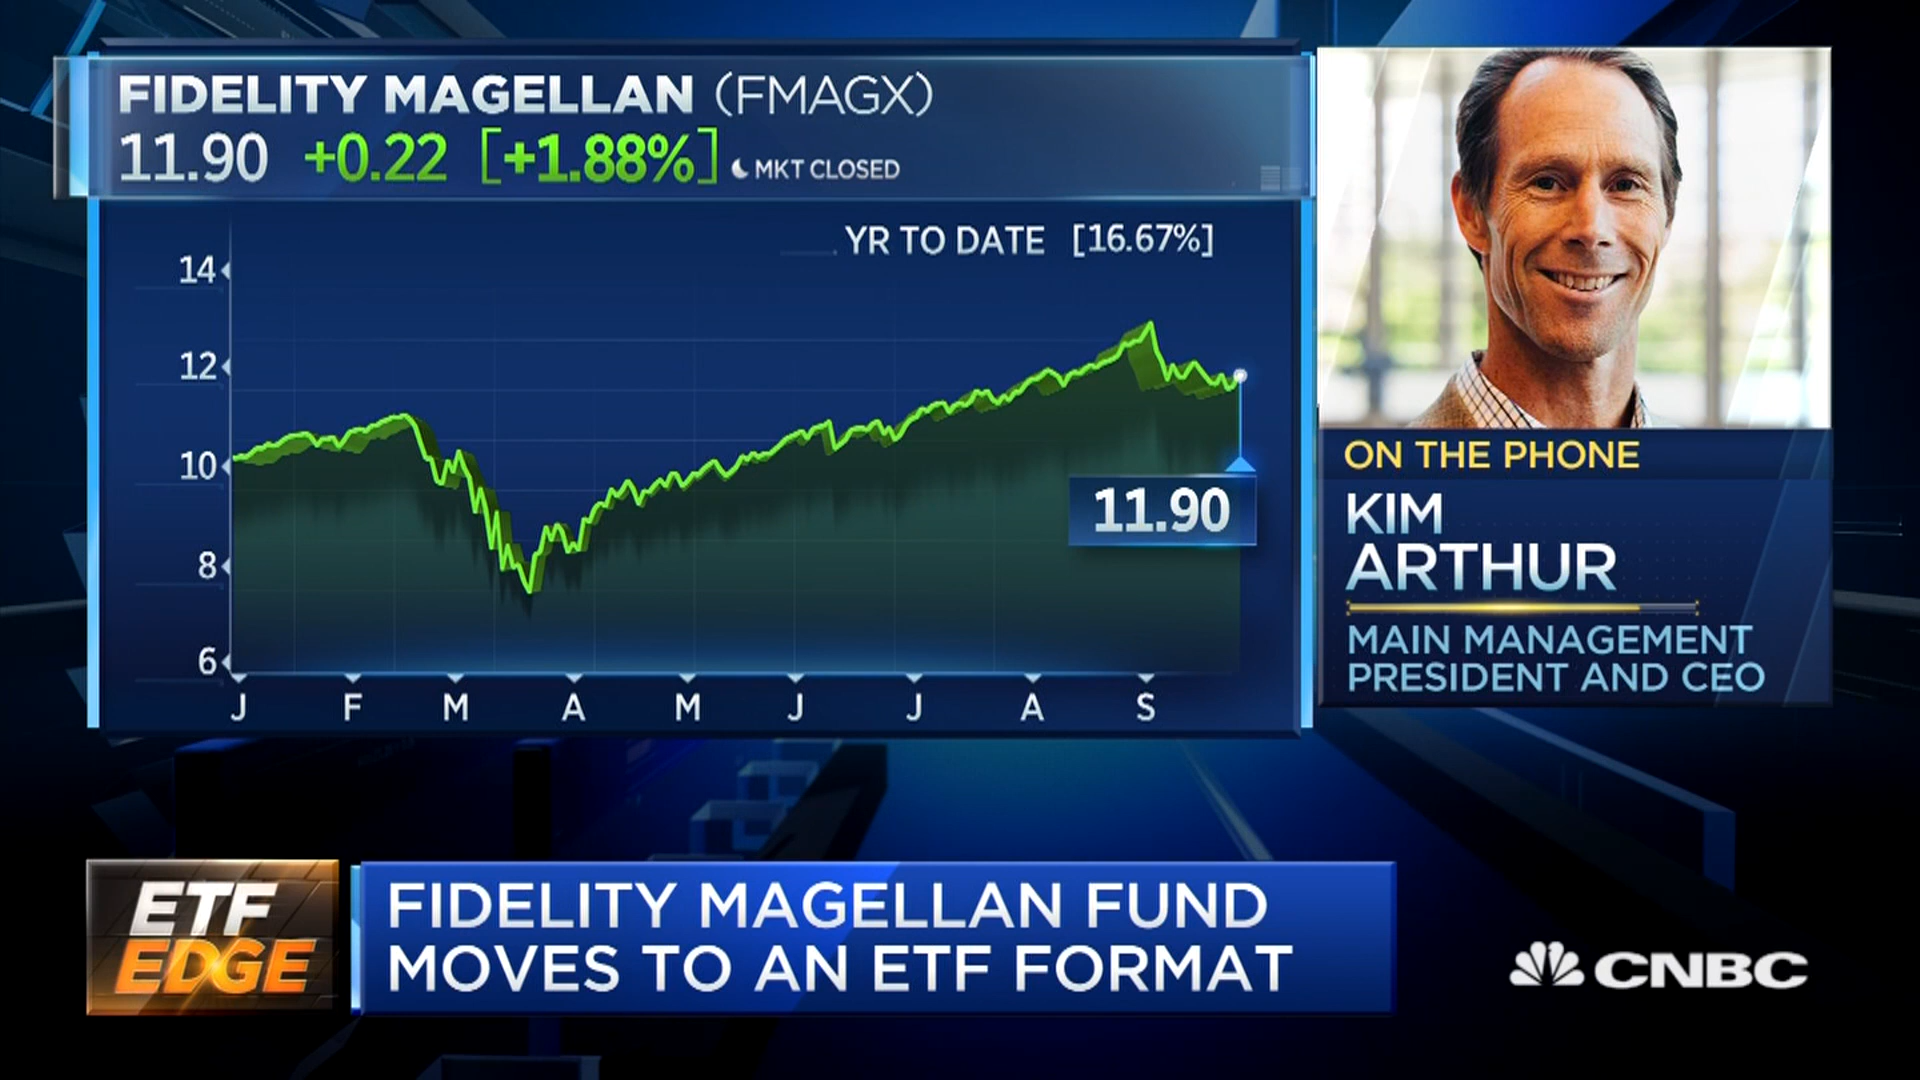 FIDELITY MAGELLAN (FMAGX)
11.90 +0.22 [+1.88%] MKT CLOSED
YR TO DATE [16.67%]
14
12
10
8
6
11.90
J F M A M J J A S
ON THE PHONE
KIM
ARTHUR
MAIN MANAGEMENT
PRESIDENT AND CEO
ETF
EDGE
FIDELITY MAGELLAN FUND
MOVES TO AN ETF FORMAT
CNBC